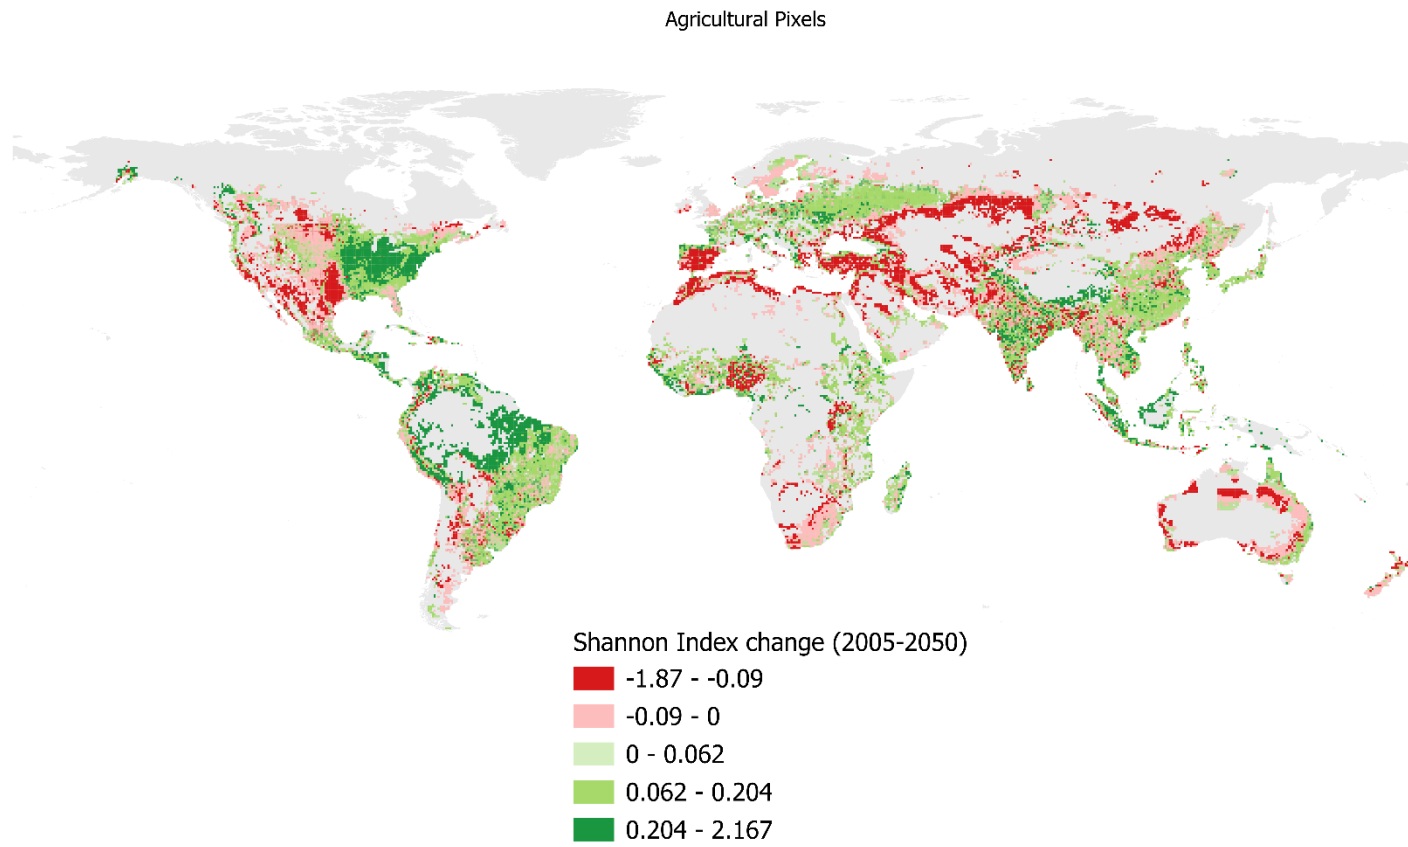 Agricultural Pixels
Shannon Index change (2005-2050)
-1.87 - -0.09
-0.09 - 0
0 - 0.062
0.062 - 0.204
0.204 - 2.167